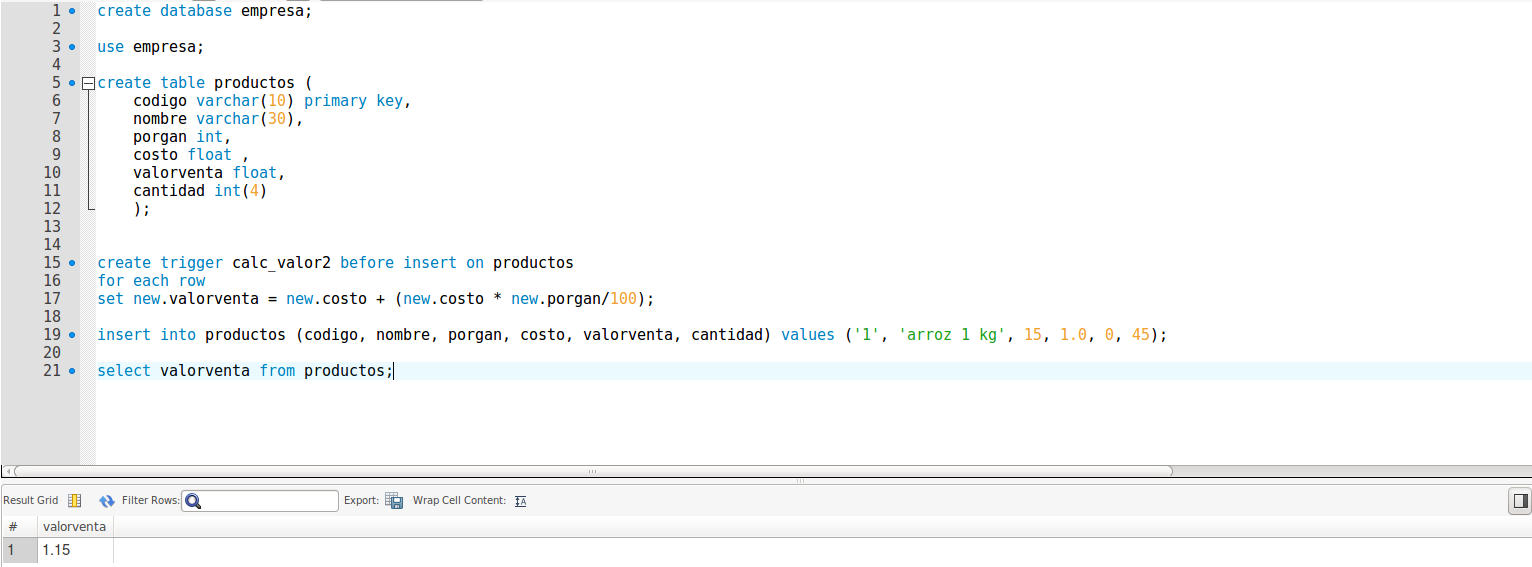 1 create database empresa;
2
3 use empresa;
4
5 create table productos (
6 codigo varchar(10) primary key,
7 nombre varchar(30),
8 porgan int,
9 costo float ,
10 valorventa float,
11 cantidad int(4)
12 );
13
14
15 create trigger calc_valor2 before insert on productos
16 for each row
17 set new.valorventa = new.costo + (new.costo * new.porgan/100);
18
19 insert into productos (codigo, nombre, porgan, costo, valorventa, cantidad) values ('1', 'arroz 1 kg', 15, 1.0, 0, 45);
20
21 select valorventa from productos;
Result Grid Filter Rows: Export: Wrap Cell Content: IA
# valorventa
1 1.15